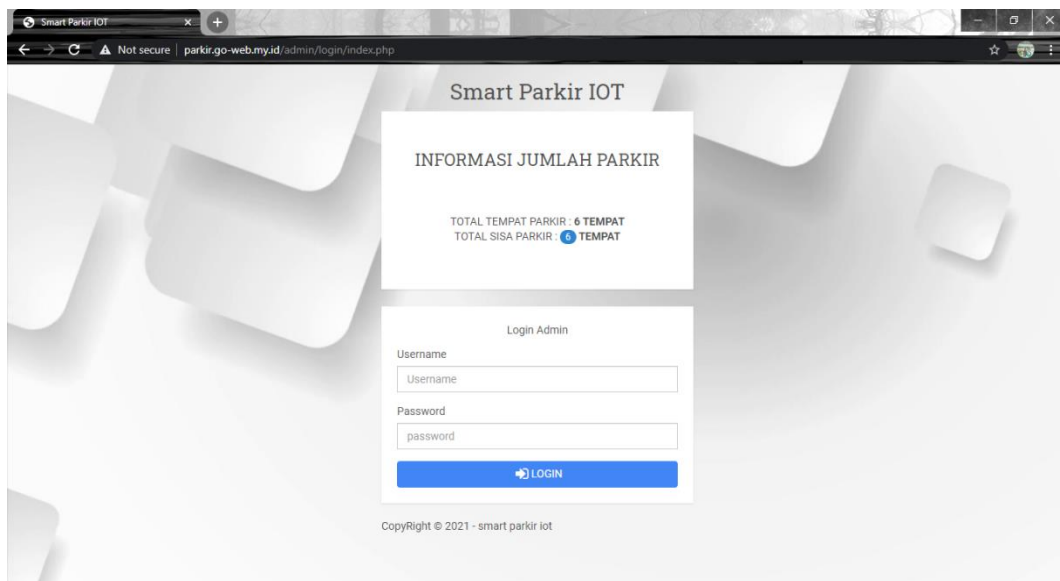 Smart Parkir IOT
Not secure | parkir.go-web.my.id/admin/login/index.php
Smart Parkir IOT
INFORMASI JUMLAH PARKIR
TOTAL TEMPAT PARKIR : 6 TEMPAT
TOTAL SISA PARKIR : 6 TEMPAT
Login Admin
Username
Username
Password
password
LOGIN
CopyRight © 2021 - smart parkir iot